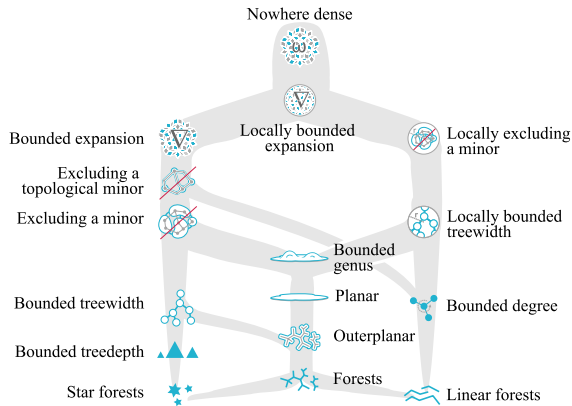 Nowhere dense
ω
∇
Locally bounded
expansion
Bounded expansion
∇
Locally excluding
a minor
Excluding a
topological minor
Excluding a minor
Locally bounded
treewidth
Bounded
genus
Planar
Bounded treewidth
Bounded degree
Outerplanar
Bounded treedepth
Forests
Star forests
Linear forests